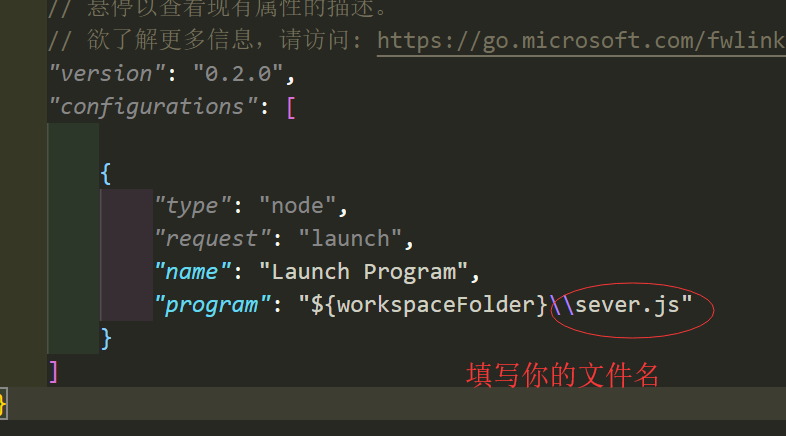 // 悬停以查看现有属性的描述。
// 欲了解更多信息，请访问: https://go.microsoft.com/fwlink
"version": "0.2.0",
"configurations": [
{
"type": "node",
"request": "launch",
"name": "Launch Program",
"program": "${workspaceFolder}\\sever.js"
}
]
填写你的文件名
}